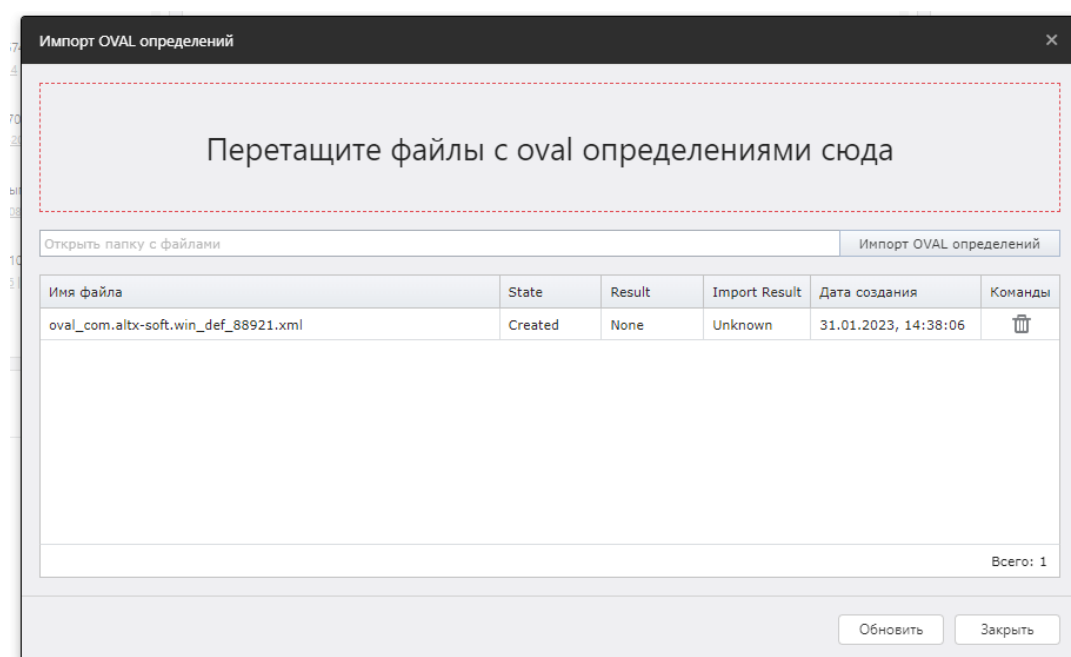 Импорт OVAL определений
Перетащите файлы с oval определениями сюда
Открыть папку с файлами
Импорт OVAL определений
Имя файла State Result Import Result Дата создания Команды
oval_com.altx-soft.win_def_88921.xml Created None Unknown 31.01.2023, 14:38:06
Всего: 1
Обновить Закрыть